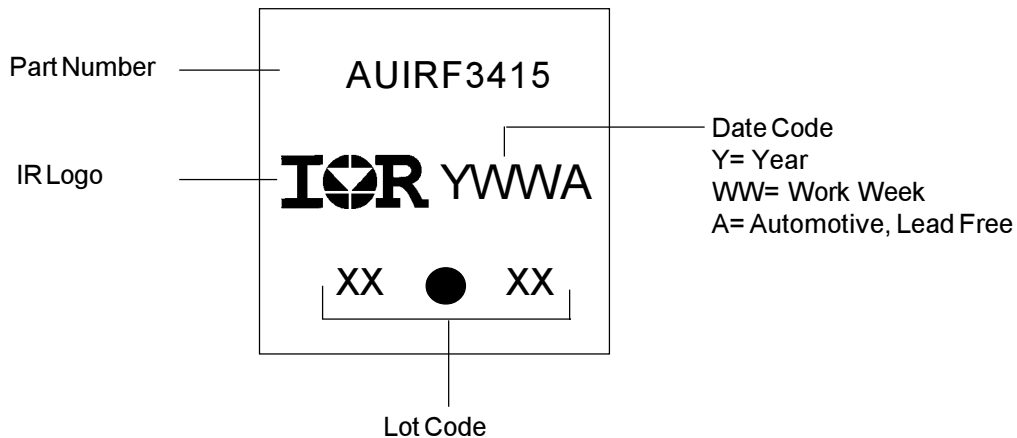 Part Number
AUIRF3415
IR Logo
IOR YWWA
Date Code
Y= Year
WW= Work Week
A= Automotive, Lead Free
XX XX
Lot Code